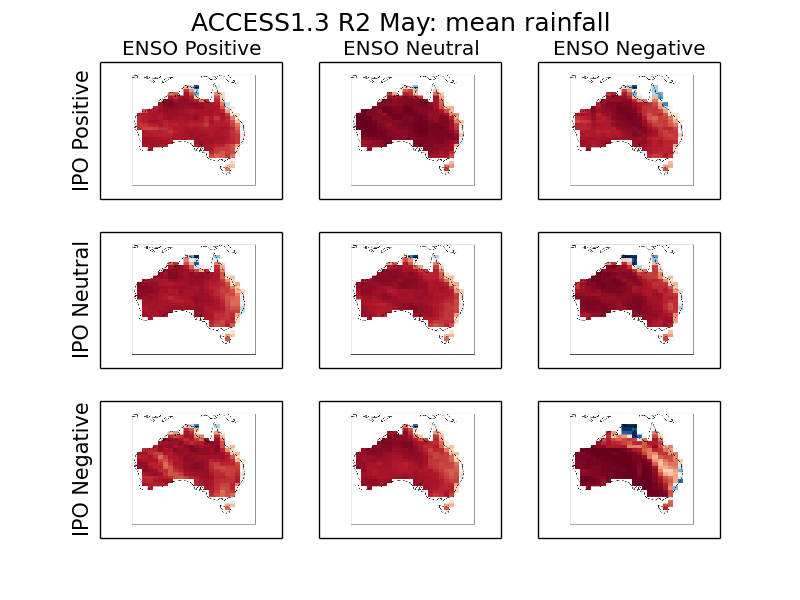 ACCESS1.3 R2 May: mean rainfall
ENSO Positive
ENSO Neutral
ENSO Negative
IPO Positive
IPO Neutral
IPO Negative